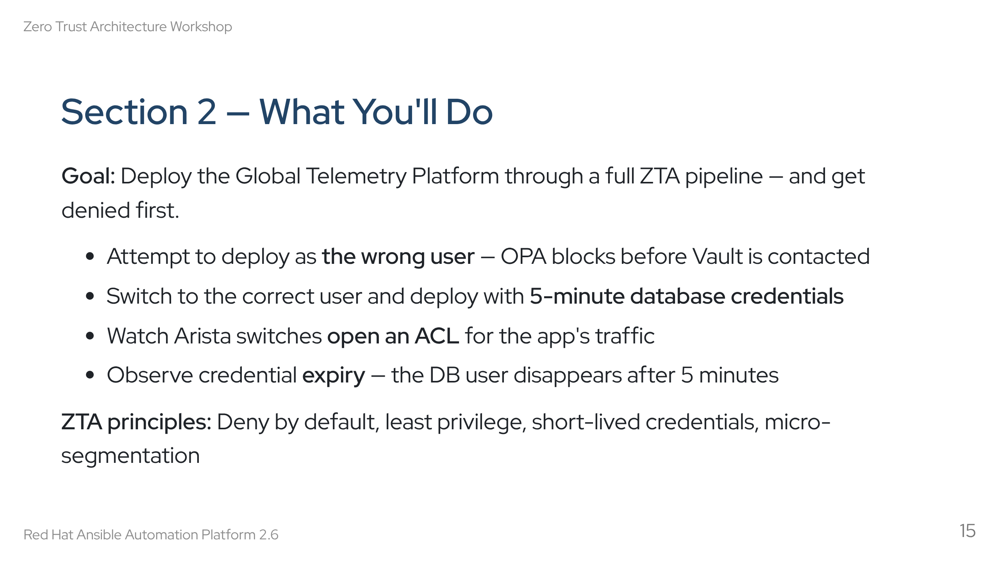 Zero Trust Architecture Workshop
Section 2 — What You'll Do
Goal: Deploy the Global Telemetry Platform through a full ZTA pipeline — and get
denied first.
• Attempt to deploy as the wrong user — OPA blocks before Vault is contacted
• Switch to the correct user and deploy with 5-minute database credentials
• Watch Arista switches open an ACL for the app's traffic
• Observe credential expiry — the DB user disappears after 5 minutes
ZTA principles: Deny by default, least privilege, short-lived credentials, micro-
segmentation
Red Hat Ansible Automation Platform 2.6
15